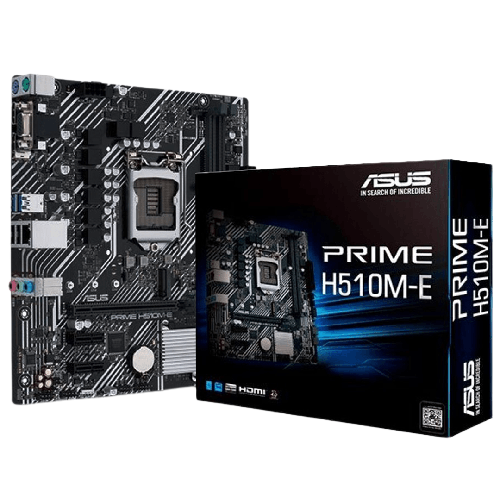 ASUS
PRIME H510M-E
ASUS
IN SEARCH OF INCREDIBLE
PRIME
H510M-E
HDMI
PRIME
H510M-E
ASUS
IN SEARCH OF INCREDIBLE